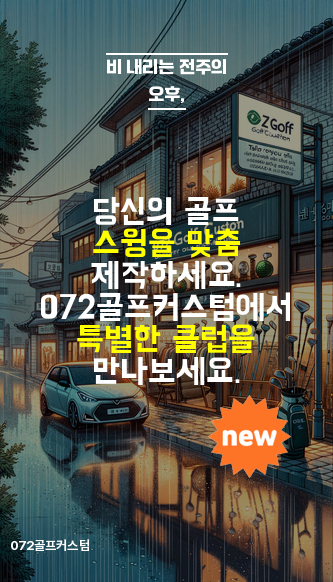 비 내리는 전주의
오후,
Z Goff
당신의 골프
스윙을 맞춤
제작하세요.
072골프커스텀에서
특별한 클럽을
만나보세요.
new
072골프커스텀